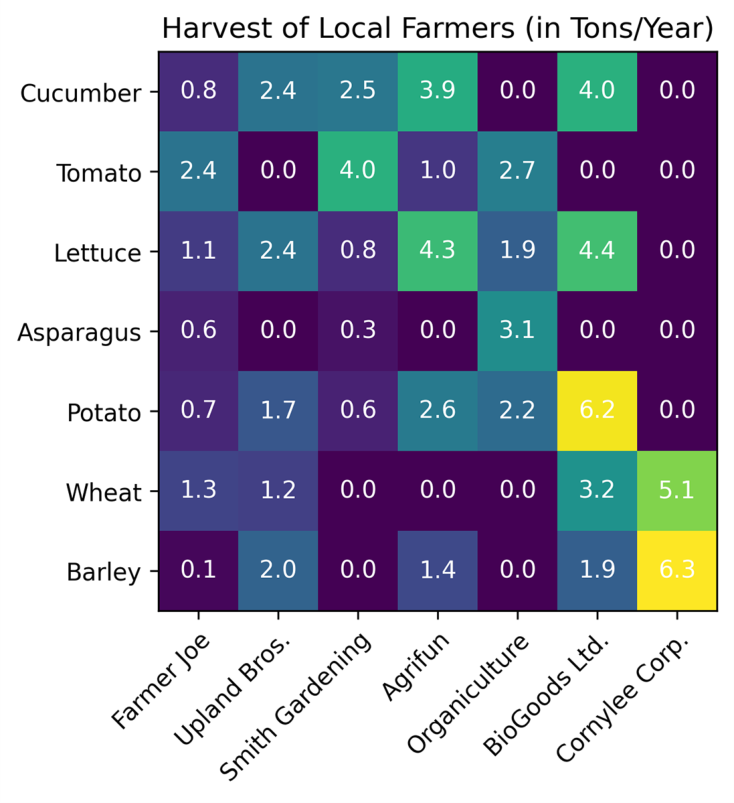 Harvest of Local Farmers (in Tons/Year)
Cucumber 0.8 2.4 2.5 3.9 0.0 4.0 0.0
Tomato 2.4 0.0 4.0 1.0 2.7 0.0 0.0
Lettuce 1.1 2.4 0.8 4.3 1.9 4.4 0.0
Asparagus 0.6 0.0 0.3 0.0 3.1 0.0 0.0
Potato 0.7 1.7 0.6 2.6 2.2 6.2 0.0
Wheat 1.3 1.2 0.0 0.0 0.0 3.2 5.1
Barley 0.1 2.0 0.0 1.4 0.0 1.9 6.3
Farmer Joe
Upland Bros.
Smith Gardening
Agrifun
Organiculture
BioGoods Ltd.
Cornylee Corp.